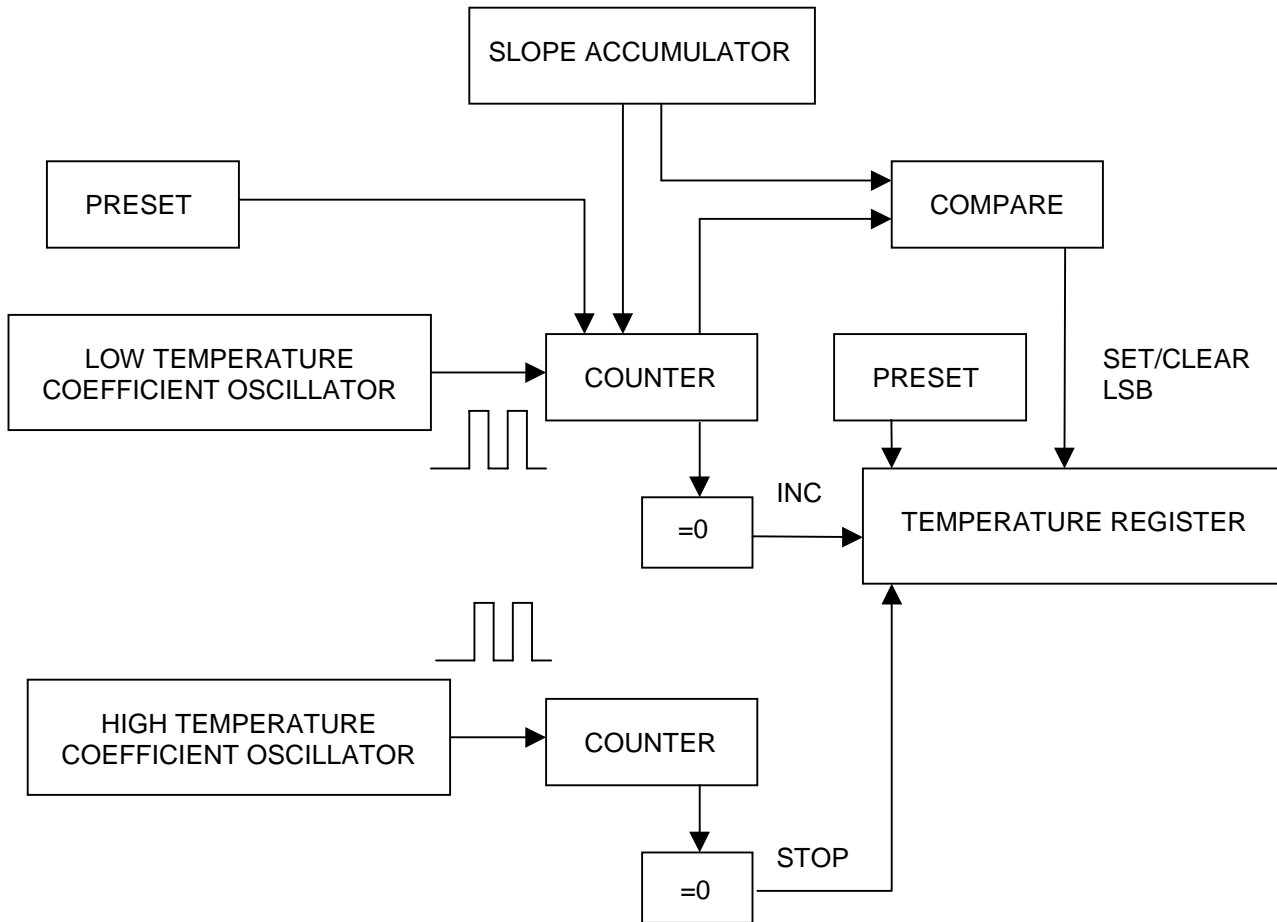 SLOPE ACCUMULATOR
PRESET
COMPARE
LOW TEMPERATURE
COEFFICIENT OSCILLATOR
COUNTER
PRESET
SET/CLEAR
LSB
=0
INC
TEMPERATURE REGISTER
HIGH TEMPERATURE
COEFFICIENT OSCILLATOR
COUNTER
=0
STOP